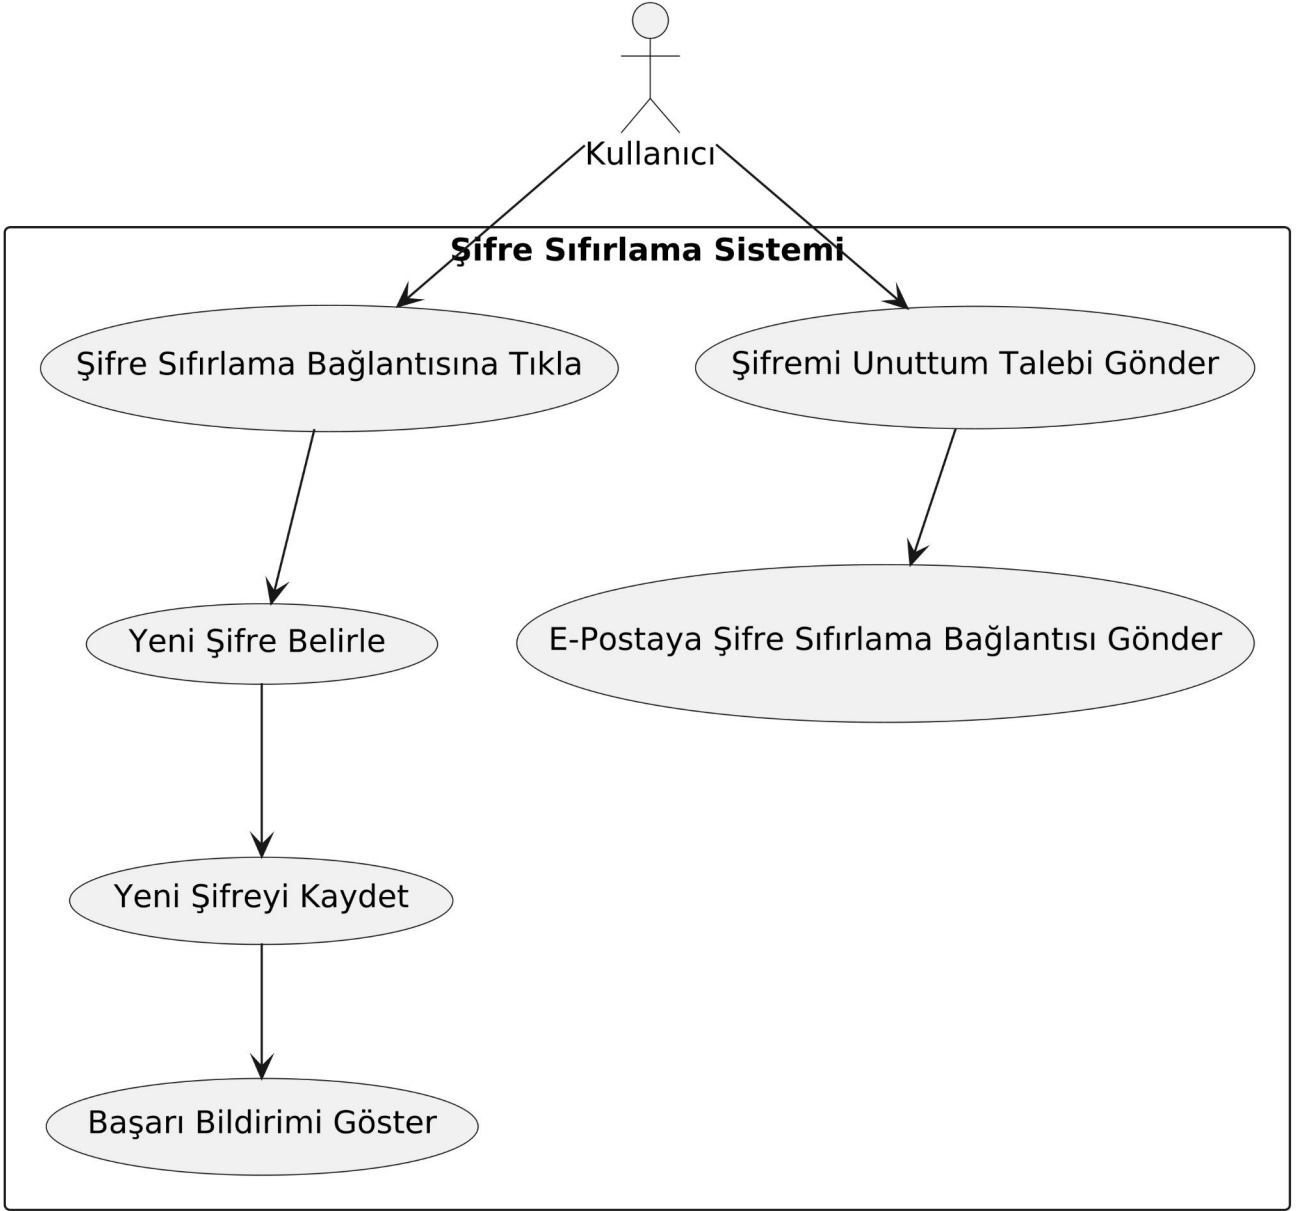 Kullanıcı
Şifre Sıfırlama Sistemi
Şifre Sıfırlama Bağlantısına Tıkla
Şifremi Unuttum Talebi Gönder
Yeni Şifre Belirle
E-Postaya Şifre Sıfırlama Bağlantısı Gönder
Yeni Şifreyi Kaydet
Başarı Bildirimi Göster